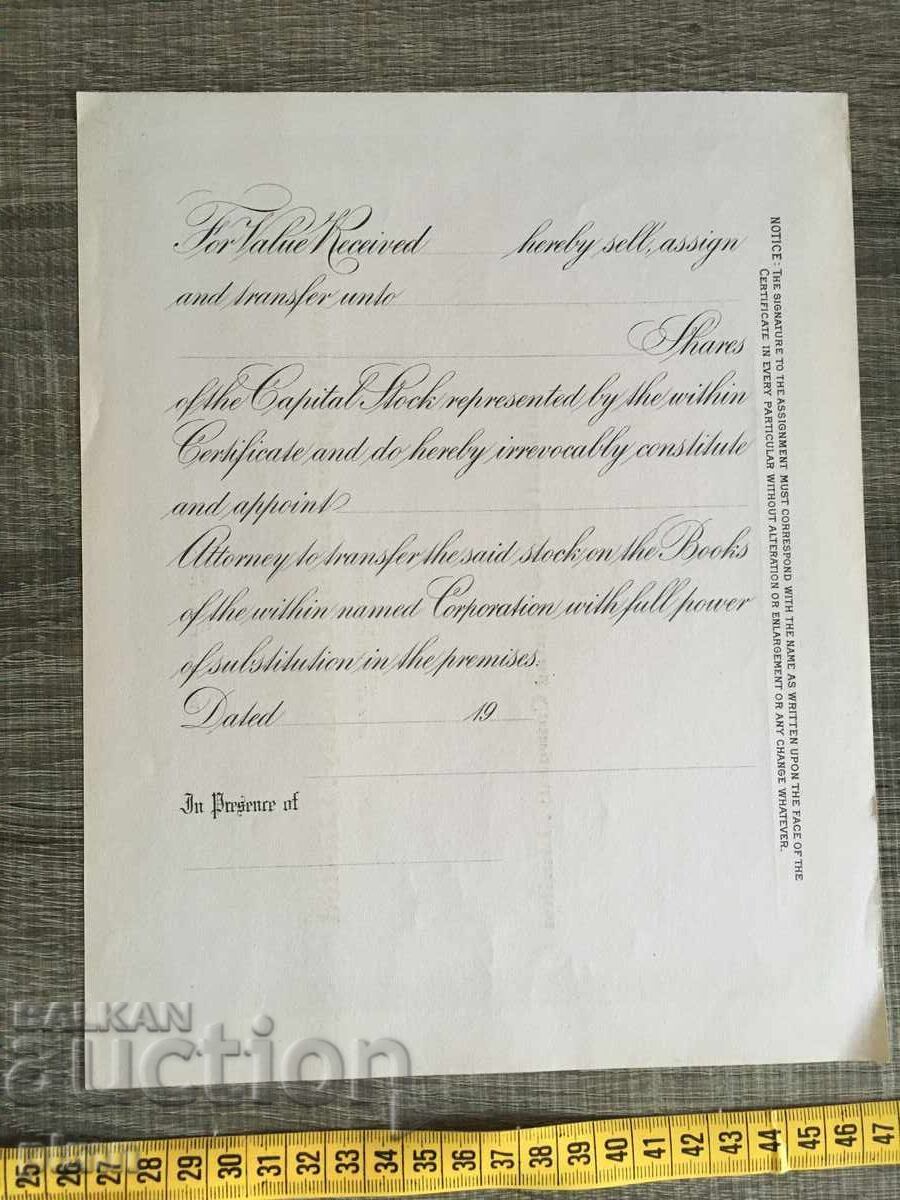 For Value Received hereby sell, assign
and transfer unto
Shares
of the Capital Stock represented by the within
Certificate and do hereby irrevocably constitute
and appoint
Attorney to transfer the said stock on the Books
of the within named Corporation with full power
of substitution in the premises.
Dated 19
In Presence of
NOTICE: THE SIGNATURE TO THE ASSIGNMENT MUST CORRESPOND WITH THE NAME AS WRITTEN UPON THE FACE OF THE
CERTIFICATE IN EVERY PARTICULAR WITHOUT ALTERATION OR ENLARGEMENT OR ANY CHANGE WHATEVER.
BALKAN
auction
25 26 27 28 29 30 31 32 33 34 35 36 37 38 39 40 41 42 43 44 45 46 47